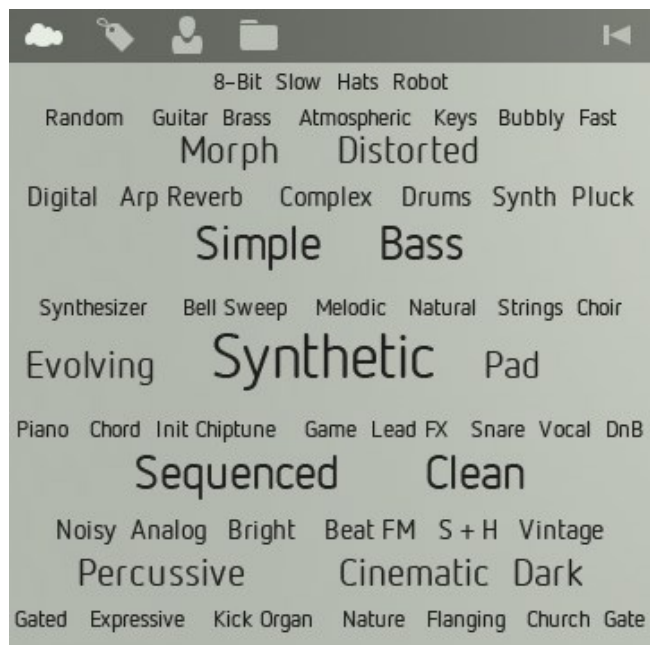 8-Bit Slow Hats Robot
Random Guitar Brass Atmospheric Keys Bubbly Fast
Morph Distorted
Digital Arp Reverb Complex Drums Synth Pluck
Simple Bass
Synthesizer Bell Sweep Melodic Natural Strings Choir
Evolving Synthetic Pad
Piano Chord Init Chiptune Game Lead FX Snare Vocal DnB
Sequenced Clean
Noisy Analog Bright Beat FM S + H Vintage
Percussive Cinematic Dark
Gated Expressive Kick Organ Nature Flanging Church Gate